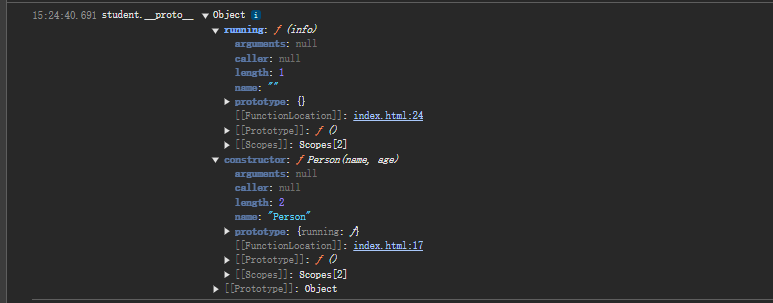 15:24:40.691 student.__proto__ ▼Object i
▼ running: ƒ (info)
arguments: null
caller: null
length: 1
name: ""
▶ prototype: {}
[[FunctionLocation]]: index.html:24
▶ [[Prototype]]: ƒ ()
▶ [[Scopes]]: Scopes[2]
▼ constructor: ƒ Person(name, age)
arguments: null
caller: null
length: 2
name: "Person"
▶ prototype: {running: ƒ}
[[FunctionLocation]]: index.html:17
▶ [[Prototype]]: ƒ ()
▶ [[Scopes]]: Scopes[2]
▶ [[Prototype]]: Object